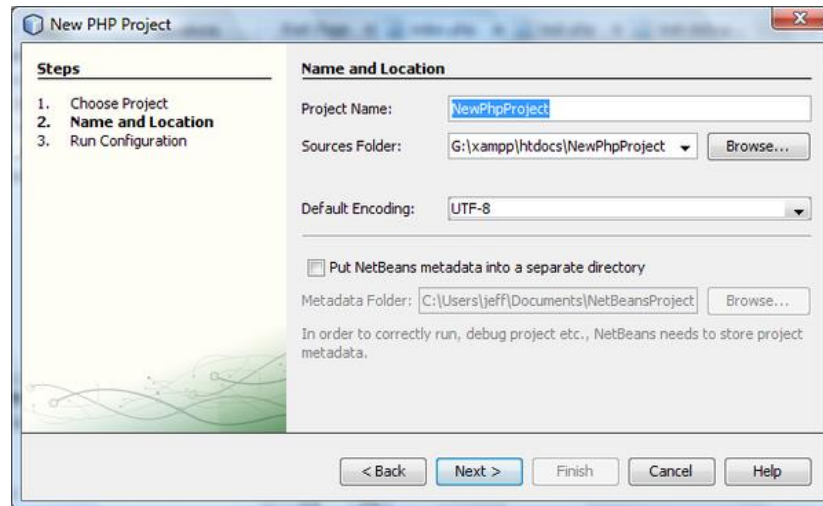 New PHP Project
Steps
1. Choose Project
2. Name and Location
3. Run Configuration
Name and Location
Project Name: NewPhpProject
Sources Folder: G:\xampp\htdocs\NewPhpProject Browse...
Default Encoding: UTF-8
Put NetBeans metadata into a separate directory
Metadata Folder: C:\Users\jeff\Documents\NetBeansProject Browse...
In order to correctly run, debug project etc., NetBeans needs to store project
metadata.
< Back Next > Finish Cancel Help